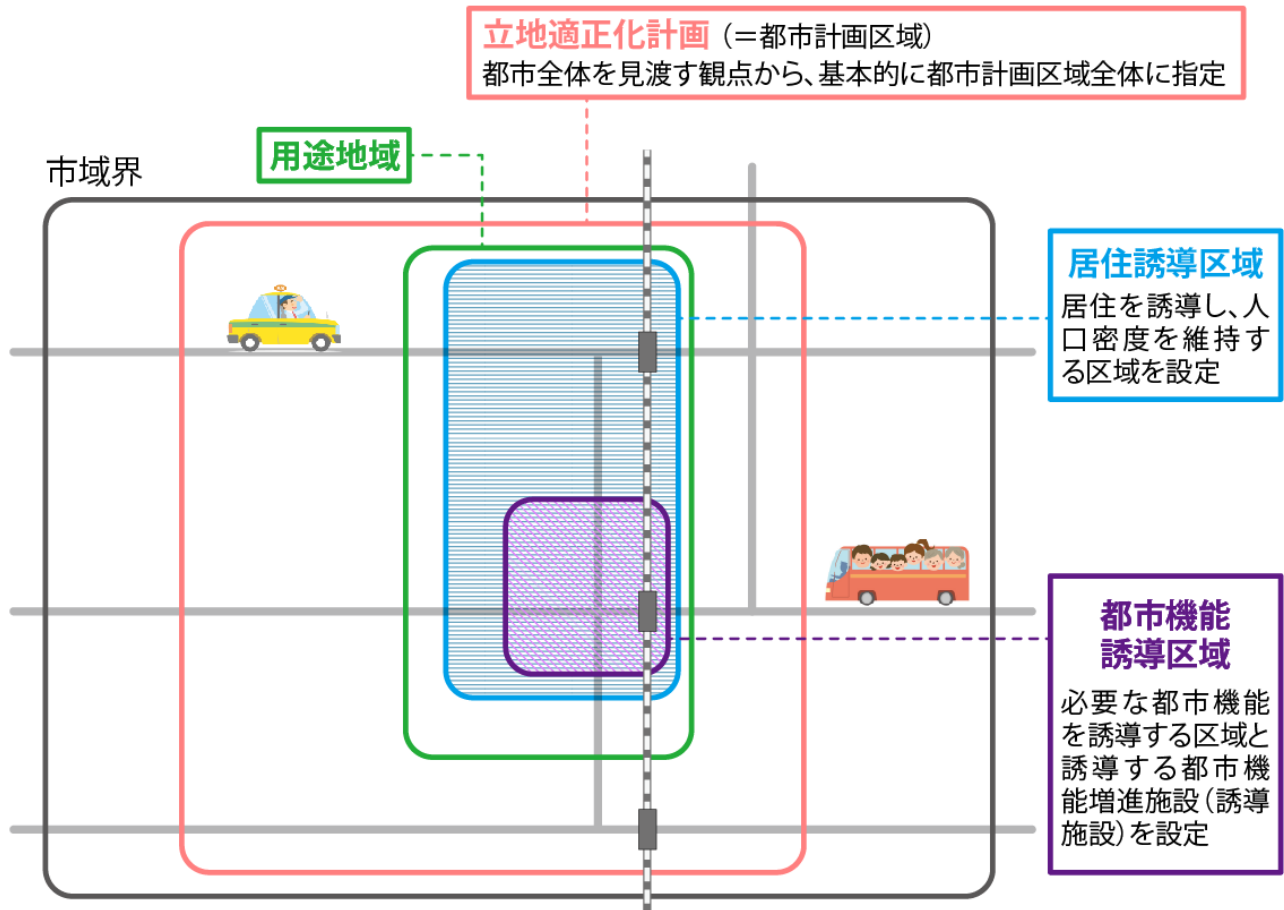 立地適正化計画（＝都市計画区域）
都市全体を見渡す観点から、基本的に都市計画区域全体に指定
用途地域
市域界
居住誘導区域
居住を誘導し、人
口密度を維持す
る区域を設定
都市機能
誘導区域
必要な都市機能
を誘導する区域と
誘導する都市機
能増進施設（誘導
施設）を設定